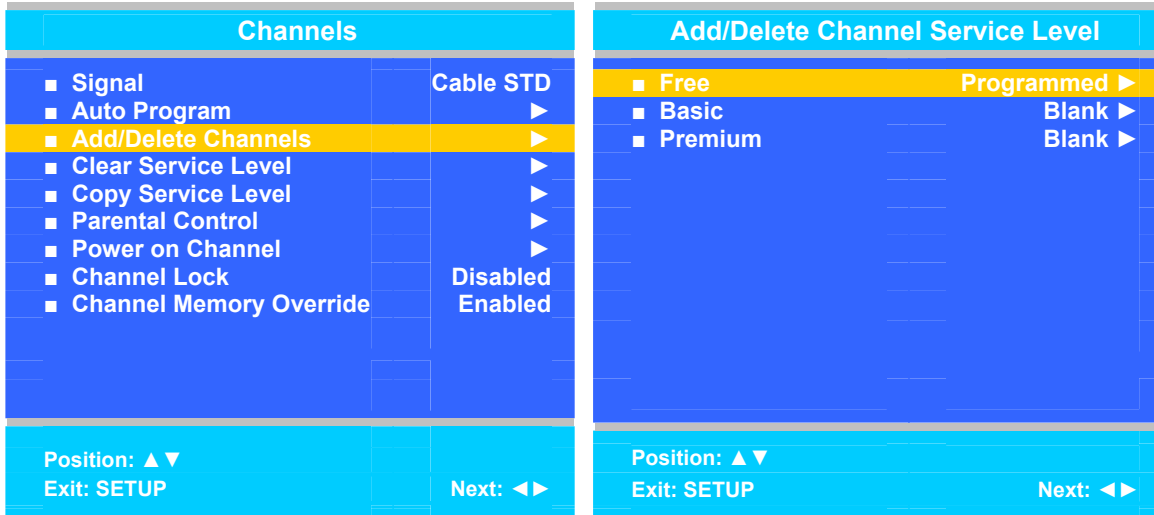 Channels
■ Signal Cable STD
■ Auto Program ►
■ Add/Delete Channels ►
■ Clear Service Level ►
■ Copy Service Level ►
■ Parental Control ►
■ Power on Channel ►
■ Channel Lock Disabled
■ Channel Memory Override Enabled
Position: ▲▼
Exit: SETUP Next: ◄►
Add/Delete Channel Service Level
■ Free Programmed ►
■ Basic Blank ►
■ Premium Blank ►
Position: ▲▼
Exit: SETUP Next: ◄►